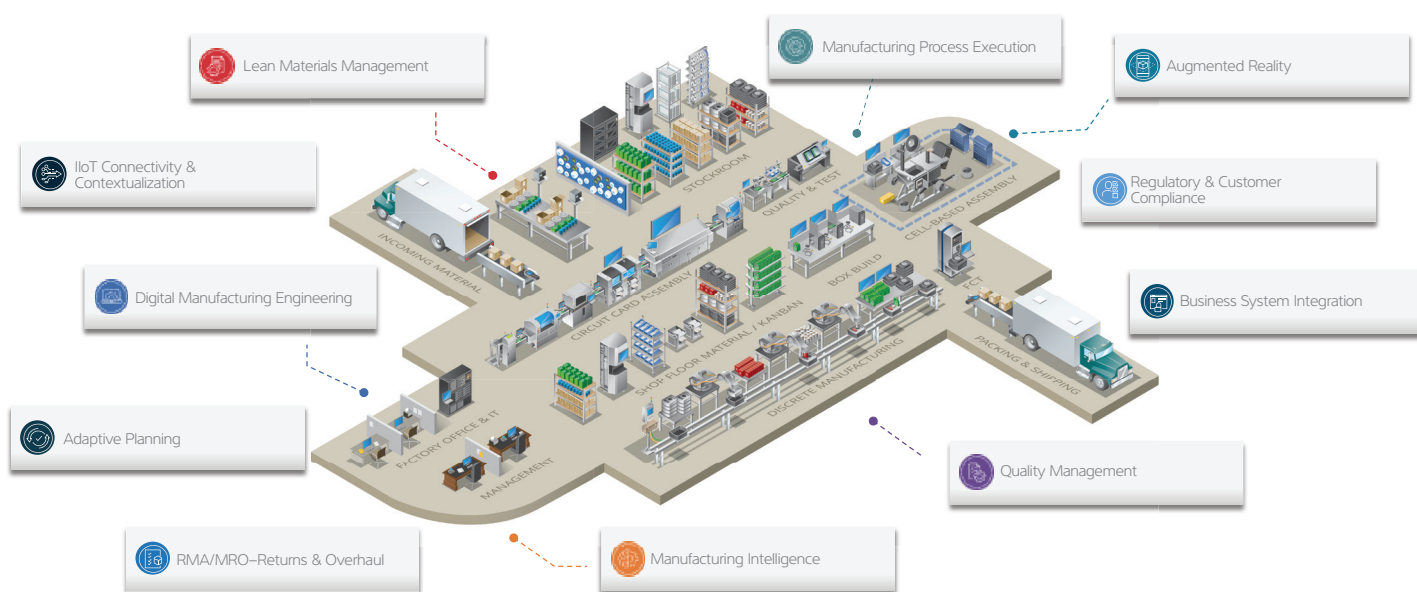 Lean Materials Management
Manufacturing Process Execution
Augmented Reality
IIoT Connectivity &
Contextualization
Regulatory & Customer
Compliance
Digital Manufacturing Engineering
Business System Integration
Adaptive Planning
Quality Management
RMA/MRO–Returns & Overhaul
Manufacturing Intelligence
STOCKROOM
QUALITY & TEST
CELL-BASED ASSEMBLY
INCOMING MATERIAL
CIRCUIT CARD ASSEMBLY
BOX BUILD
FCT
SHOP FLOOR MATERIAL / KANBAN
DISCRETE MANUFACTURING
PACKING & SHIPPING
FACTORY OFFICE & IT
MANAGEMENT